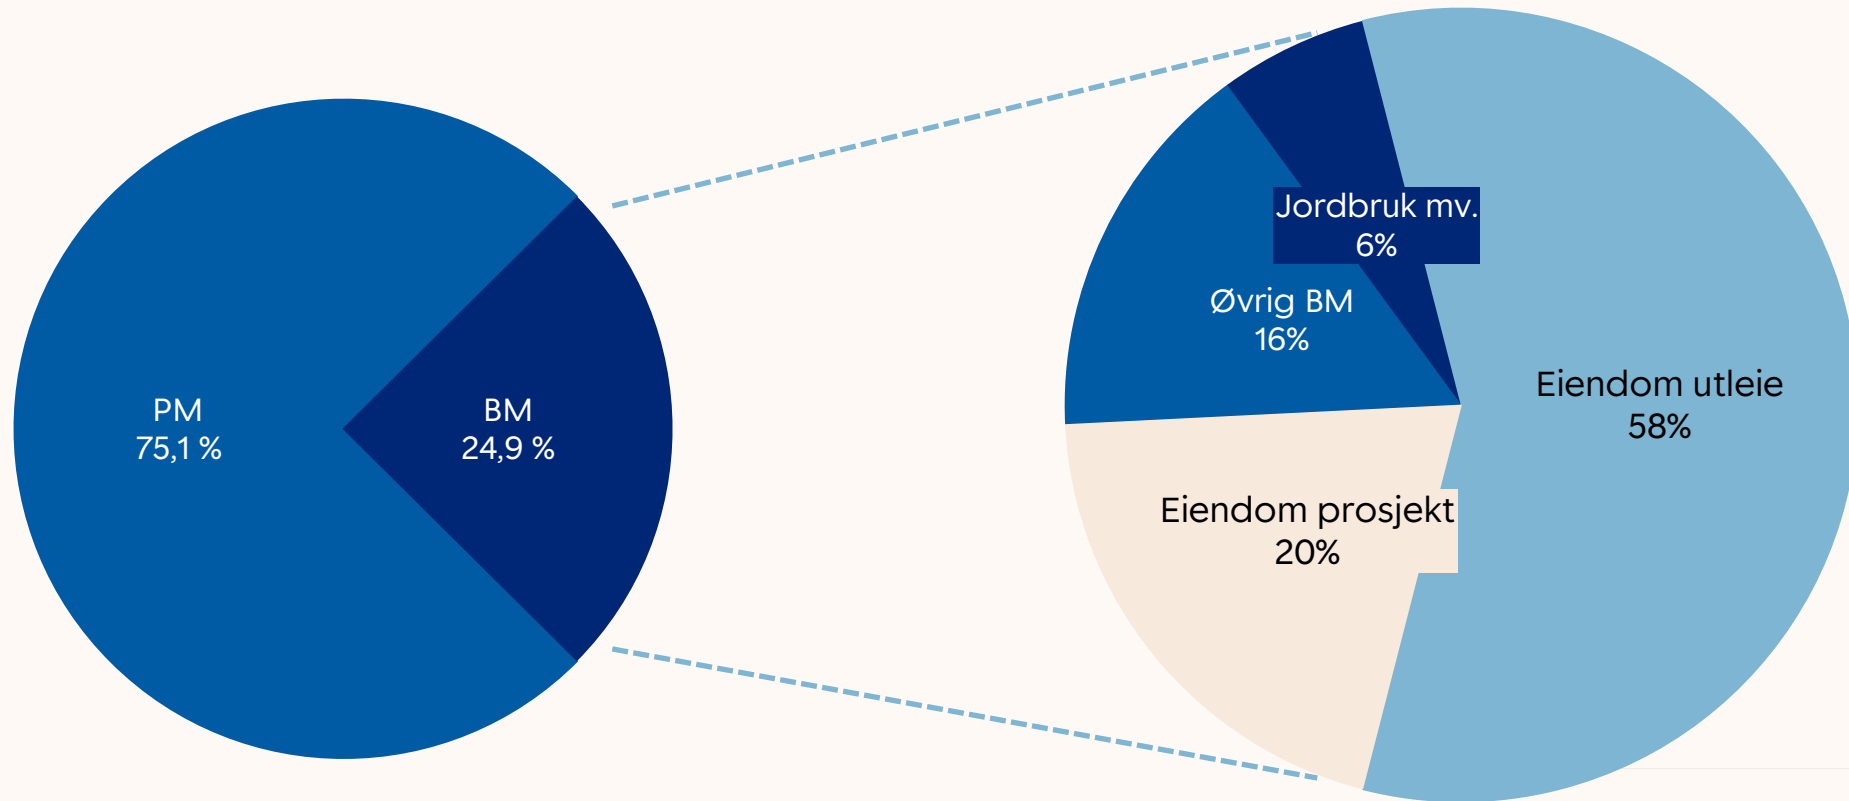 PM
75,1 %
BM
24,9 %
Jordbruk mv.
6%
Øvrig BM
16%
Eiendom utleie
58%
Eiendom prosjekt
20%